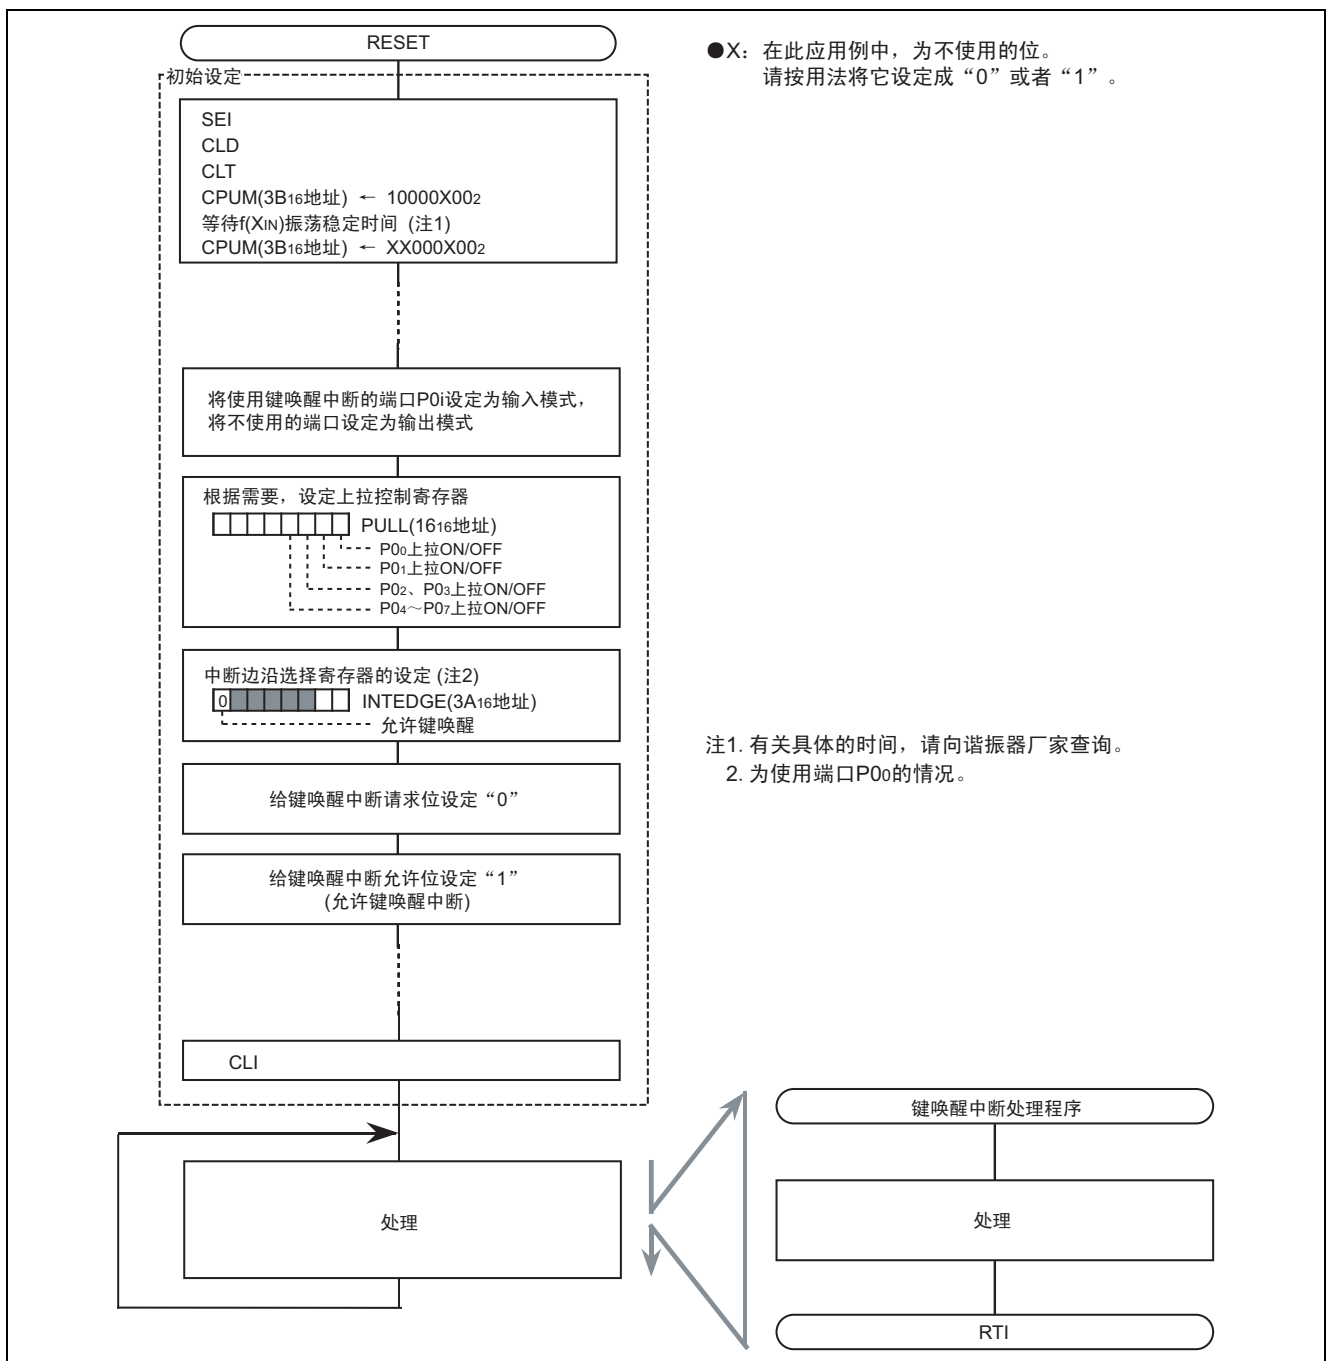 RESET
●X：在此应用例中，为不使用的位。
请按用法将它设定成“0”或者“1”。
初始设定
SEI
CLD
CLT
CPUM(3B16地址) ← 10000X002
等待f(XIN)振荡稳定时间 (注1)
CPUM(3B16地址) ← XX000X002
将使用键唤醒中断的端口P0i设定为输入模式，
将不使用的端口设定为输出模式
根据需要，设定上拉控制寄存器
PULL(1616地址)
P00上拉ON/OFF
P01上拉ON/OFF
P02、P03上拉ON/OFF
P04～P07上拉ON/OFF
中断边沿选择寄存器的设定 (注2)
0 INTEDGE(3A16地址)
允许键唤醒
注1. 有关具体的时间，请向谐振器厂家查询。
2. 为使用端口P00的情况。
给键唤醒中断请求位设定“0”
给键唤醒中断允许位设定“1”
(允许键唤醒中断)
CLI
键唤醒中断处理程序
处理
处理
RTI